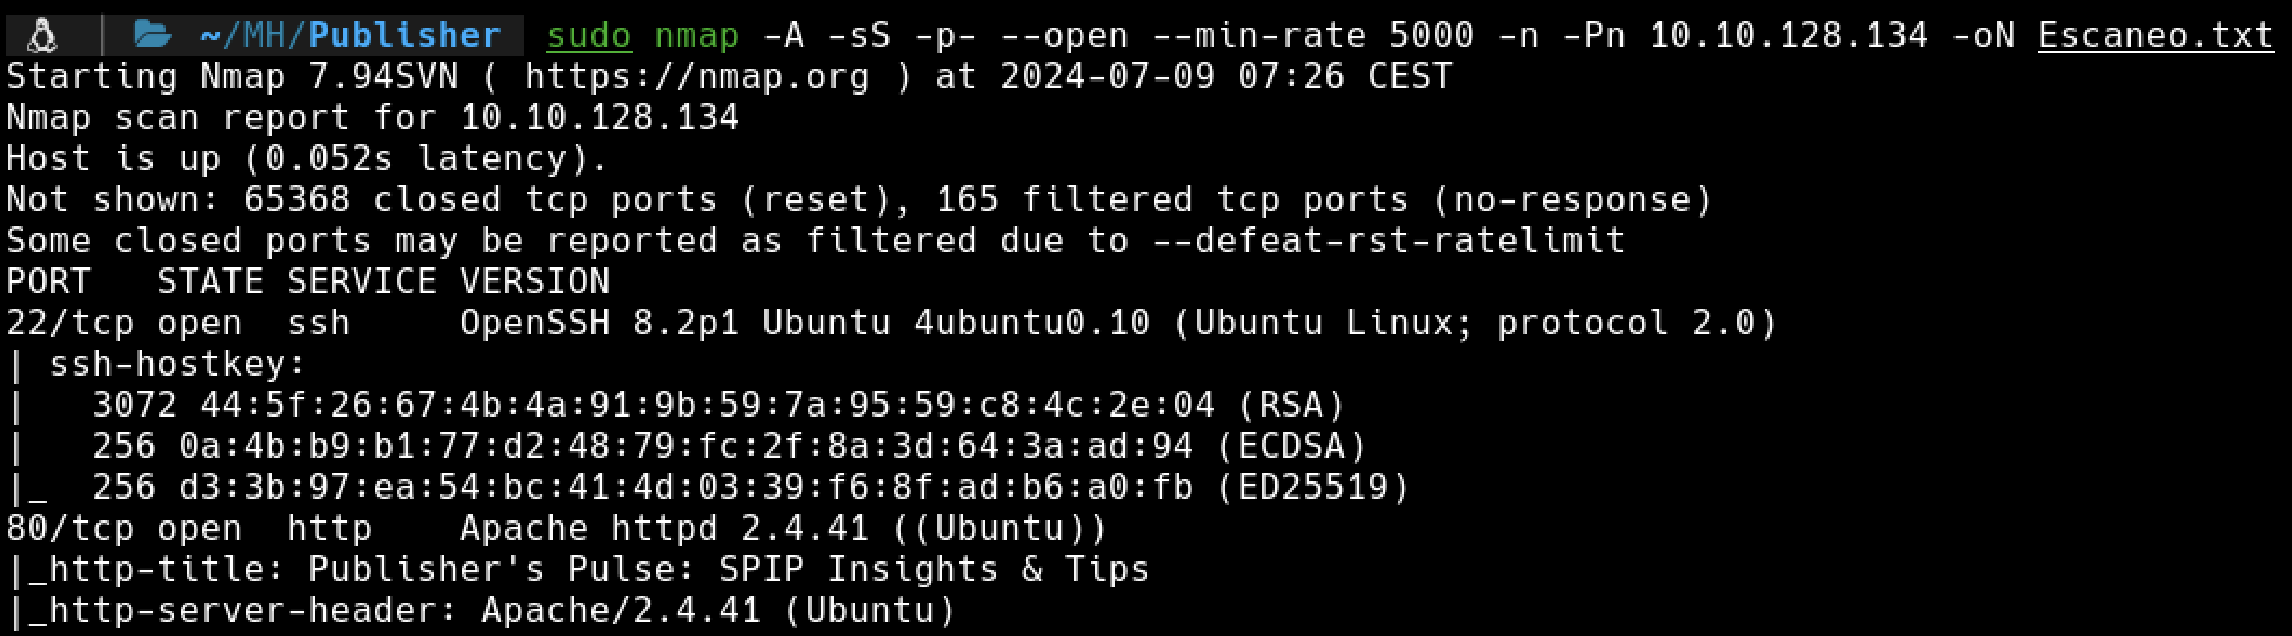 ~/MH/Publisher sudo nmap -A -sS -p- --open --min-rate 5000 -n -Pn 10.10.128.134 -oN Escaneo.txt
Starting Nmap 7.94SVN ( https://nmap.org ) at 2024-07-09 07:26 CEST
Nmap scan report for 10.10.128.134
Host is up (0.052s latency).
Not shown: 65368 closed tcp ports (reset), 165 filtered tcp ports (no-response)
Some closed ports may be reported as filtered due to --defeat-rst-ratelimit
PORT   STATE SERVICE VERSION
22/tcp open  ssh     OpenSSH 8.2p1 Ubuntu 4ubuntu0.10 (Ubuntu Linux; protocol 2.0)
| ssh-hostkey:
|   3072 44:5f:26:67:4b:4a:91:9b:59:7a:95:59:c8:4c:2e:04 (RSA)
|   256 0a:4b:b9:b1:77:d2:48:79:fc:2f:8a:3d:64:3a:ad:94 (ECDSA)
|_  256 d3:3b:97:ea:54:bc:41:4d:03:39:f6:8f:ad:b6:a0:fb (ED25519)
80/tcp open  http    Apache httpd 2.4.41 ((Ubuntu))
|_http-title: Publisher's Pulse: SPIP Insights & Tips
|_http-server-header: Apache/2.4.41 (Ubuntu)